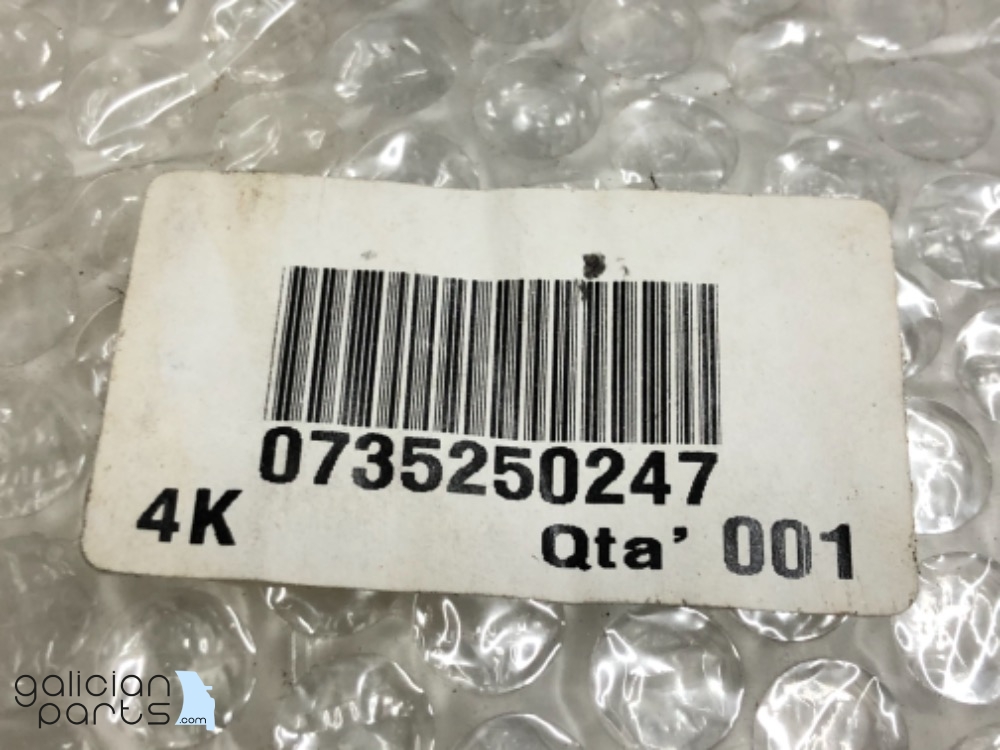 0735250247
4K
Qta' 001
galician
parts.com